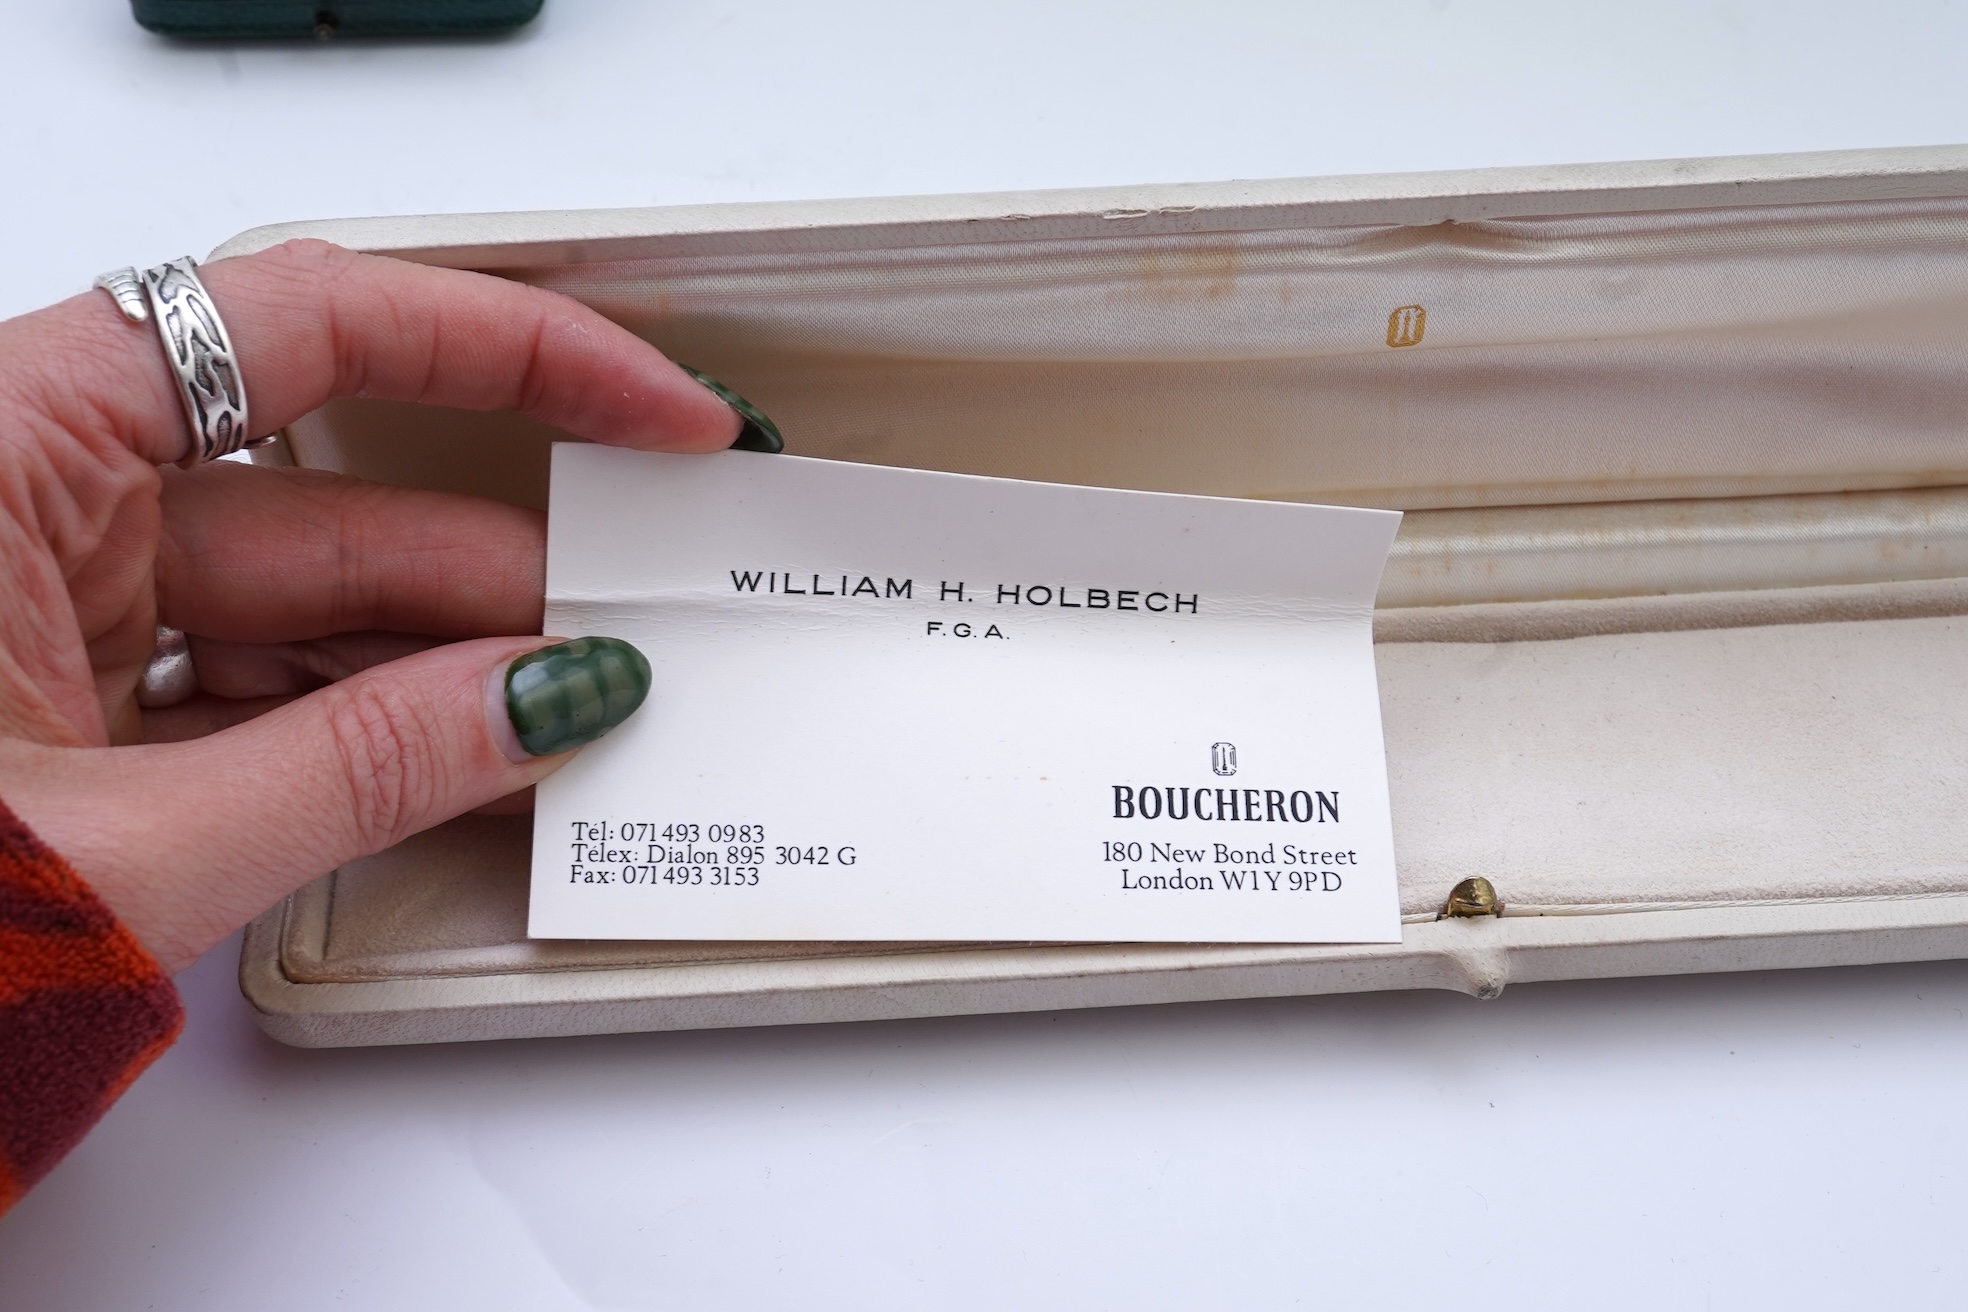 WILLIAM H. HOLBECH
F.G.A.
Tél: 071 493 0983
Télex: Dialon 895 3042 G
Fax: 071 493 3153
BOUCHERON
180 New Bond Street
London W1Y 9PD